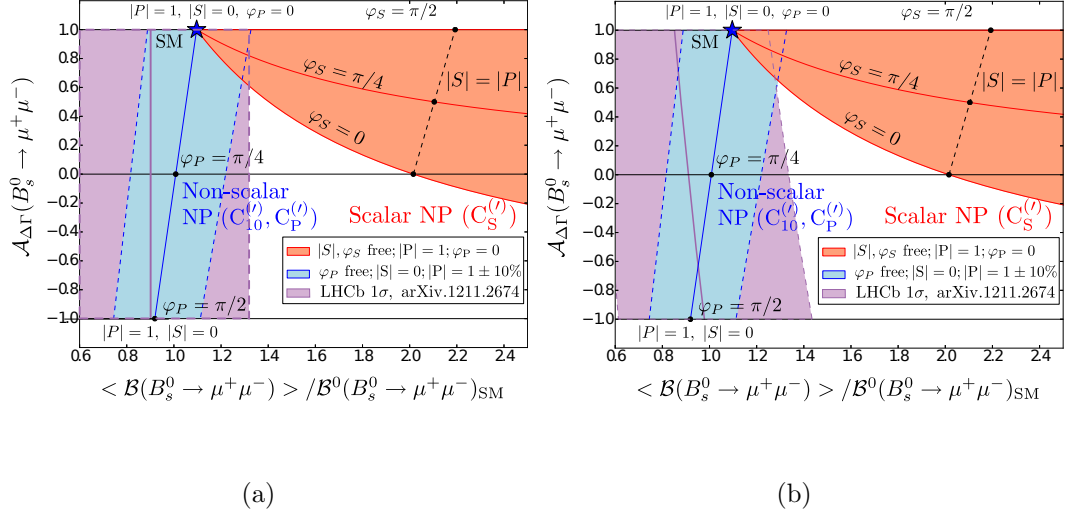 |P| = 1, |S| = 0, φ_P = 0
φ_S = π/2
1.0
0.8
0.6
0.4
0.2
0.0
−0.2
−0.4
−0.6
−0.8
−1.0
A_ΔΓ(B_s^0 → μ^+μ^−)
SM
φ_S = π/4
|S| = |P|
φ_S = 0
φ_P = π/4
Non-scalar
NP (C_10^(′), C_P^(′))
Scalar NP (C_S^(′))
|S|, φ_S free; |P| = 1; φ_P = 0
φ_P free; |S| = 0; |P| = 1 ± 10%
LHCb 1σ, arXiv.1211.2674
φ_P = π/2
|P| = 1, |S| = 0
0.6 0.8 1.0 1.2 1.4 1.6 1.8 2.0 2.2 2.4
< B(B_s^0 → μ^+μ^−) > /B^0(B_s^0 → μ^+μ^−)_SM
(a)
|P| = 1, |S| = 0, φ_P = 0
φ_S = π/2
1.0
0.8
0.6
0.4
0.2
0.0
−0.2
−0.4
−0.6
−0.8
−1.0
A_ΔΓ(B_s^0 → μ^+μ^−)
SM
φ_S = π/4
|S| = |P|
φ_S = 0
φ_P = π/4
Non-scalar
NP (C_10^(′), C_P^(′))
Scalar NP (C_S^(′))
|S|, φ_S free; |P| = 1; φ_P = 0
φ_P free; |S| = 0; |P| = 1 ± 10%
LHCb 1σ, arXiv.1211.2674
φ_P = π/2
|P| = 1, |S| = 0
0.6 0.8 1.0 1.2 1.4 1.6 1.8 2.0 2.2 2.4
< B(B_s^0 → μ^+μ^−) > /B^0(B_s^0 → μ^+μ^−)_SM
(b)